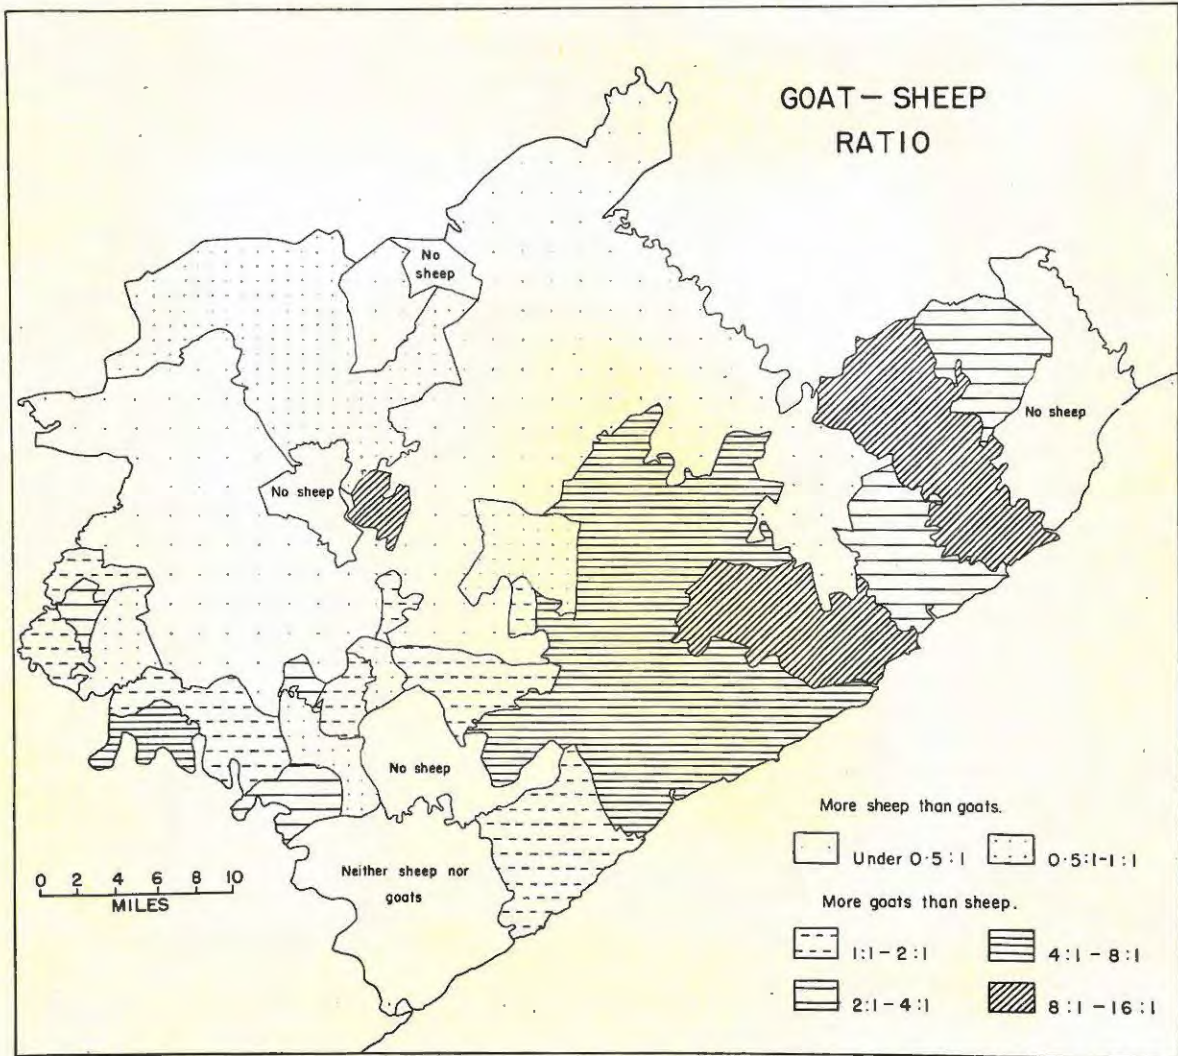 GOAT – SHEEP
RATIO
No
sheep
No sheep
No sheep
No sheep
Neither sheep nor
goats
0 2 4 6 8 10
MILES
More sheep than goats.
Under 0·5:1
0·5:1-1:1
More goats than sheep.
1:1 – 2:1
4:1 – 8:1
2:1 – 4:1
8:1 – 16:1